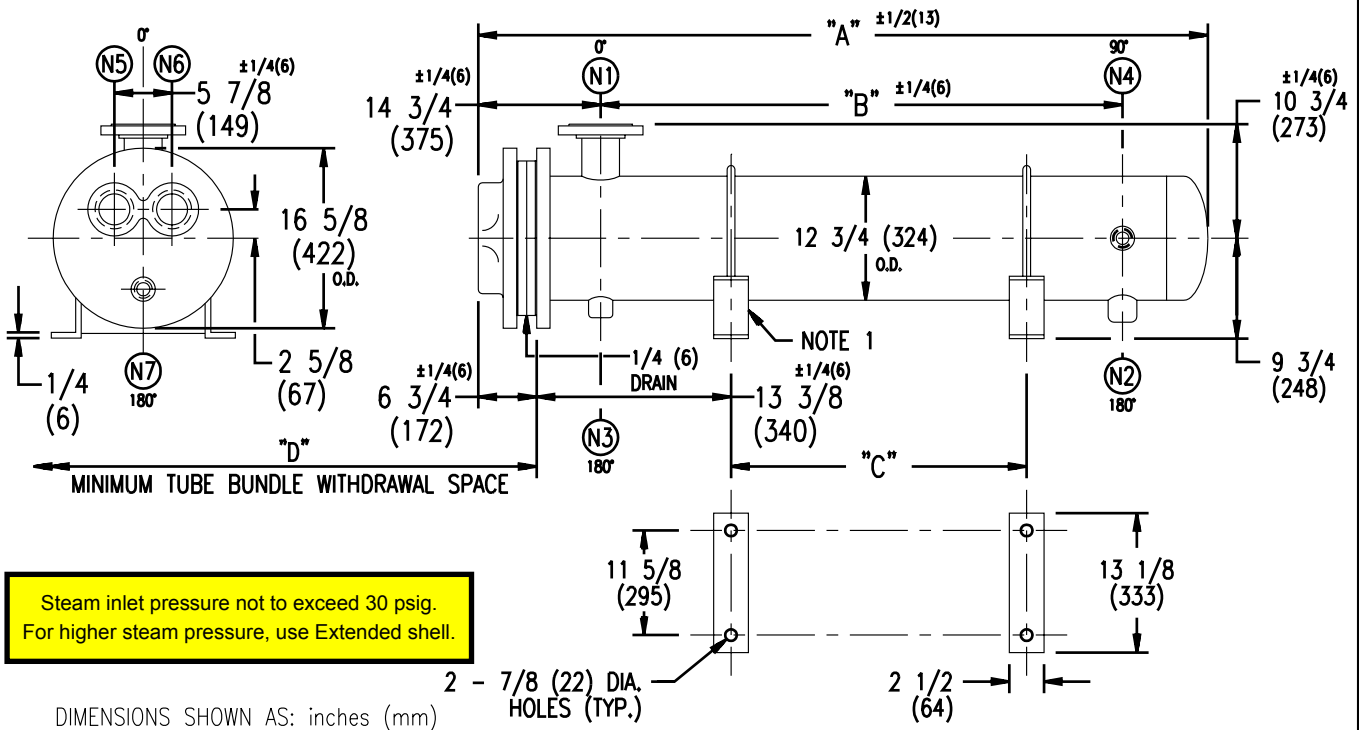 0°
N5 N6
±1/4(6)
5 7/8
(149)
16 5/8
(422)
O.D.
2 5/8
(67)
1/4
(6)
N7
180°
"A" ±1/2(13)
0°
N1
90°
N4
±1/4(6)
14 3/4
(375)
"B" ±1/4(6)
±1/4(6)
10 3/4
(273)
12 3/4 (324)
O.D.
NOTE 1
1/4 (6)
DRAIN
±1/4(6)
6 3/4
(172)
±1/4(6)
13 3/8
(340)
N3
180°
N2
180°
9 3/4
(248)
"D"
MINIMUM TUBE BUNDLE WITHDRAWAL SPACE
"C"
11 5/8
(295)
13 1/8
(333)
2 - 7/8 (22) DIA.
HOLES (TYP.)
2 1/2
(64)
Steam inlet pressure not to exceed 30 psig.
For higher steam pressure, use Extended shell.
DIMENSIONS SHOWN AS: inches (mm)